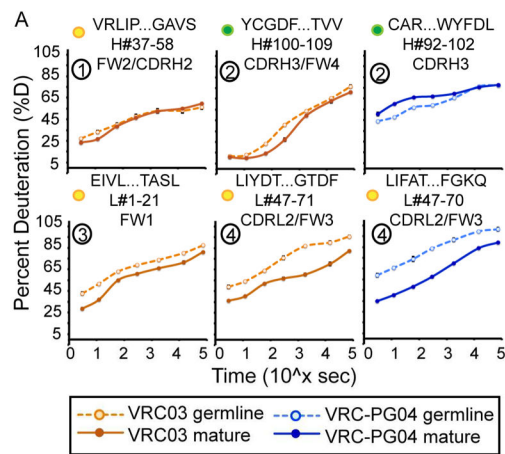 A
VRLIP...GAVS YCGDF...TVV CAR...WYFDL
H#37-58 H#100-109 H#92-102
FW2/CDRH2 CDRH3/FW4 CDRH3
1 2 2
105
85
65
45
25
5
EIVL...TASL LIYDT...GTDF LIFAT...FGKQ
L#1-21 L#47-71 L#47-70
FW1 CDRL2/FW3 CDRL2/FW3
3 4 4
105
85
65
45
25
5
Percent Deuteration (%D)
0 1 2 3 4 5 0 1 2 3 4 5 0 1 2 3 4 5
Time (10^x sec)
VRC03 germline VRC-PG04 germline
VRC03 mature VRC-PG04 mature